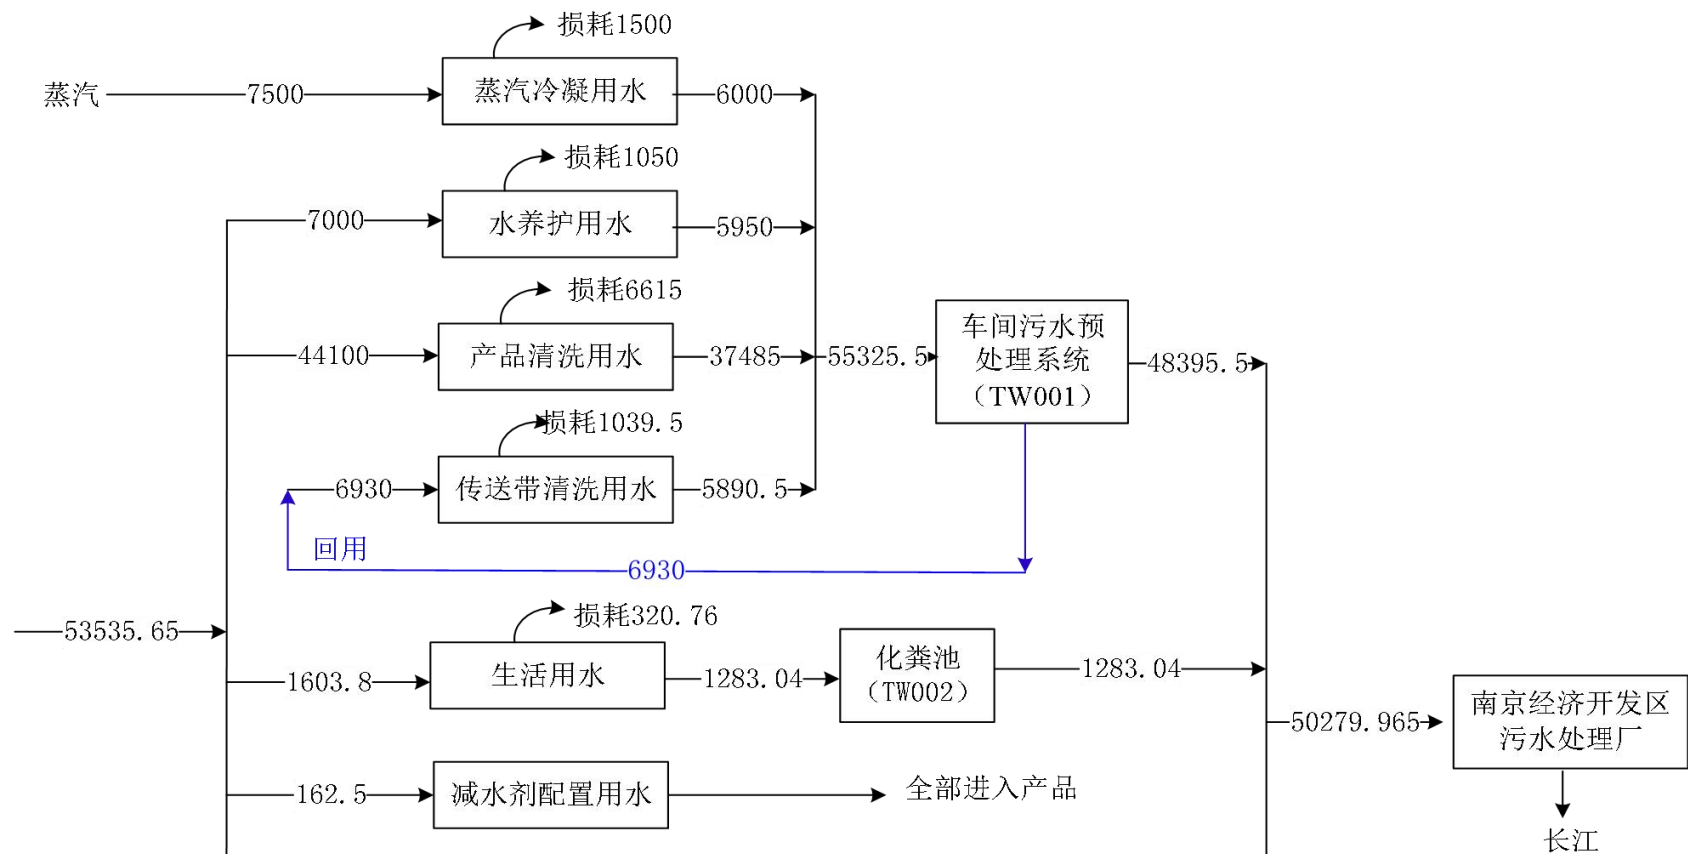 损耗1500
蒸汽
7500
蒸汽冷凝用水
6000
损耗1050
7000
水养护用水
5950
损耗6615
44100
产品清洗用水
37485
55325.5
车间污水预
处理系统
（TW001）
48395.5
损耗1039.5
6930
传送带清洗用水
5890.5
回用
6930
53535.65
损耗320.76
1603.8
生活用水
1283.04
化粪池
（TW002）
1283.04
50279.965
南京经济开发区
污水处理厂
162.5
减水剂配置用水
全部进入产品
长江